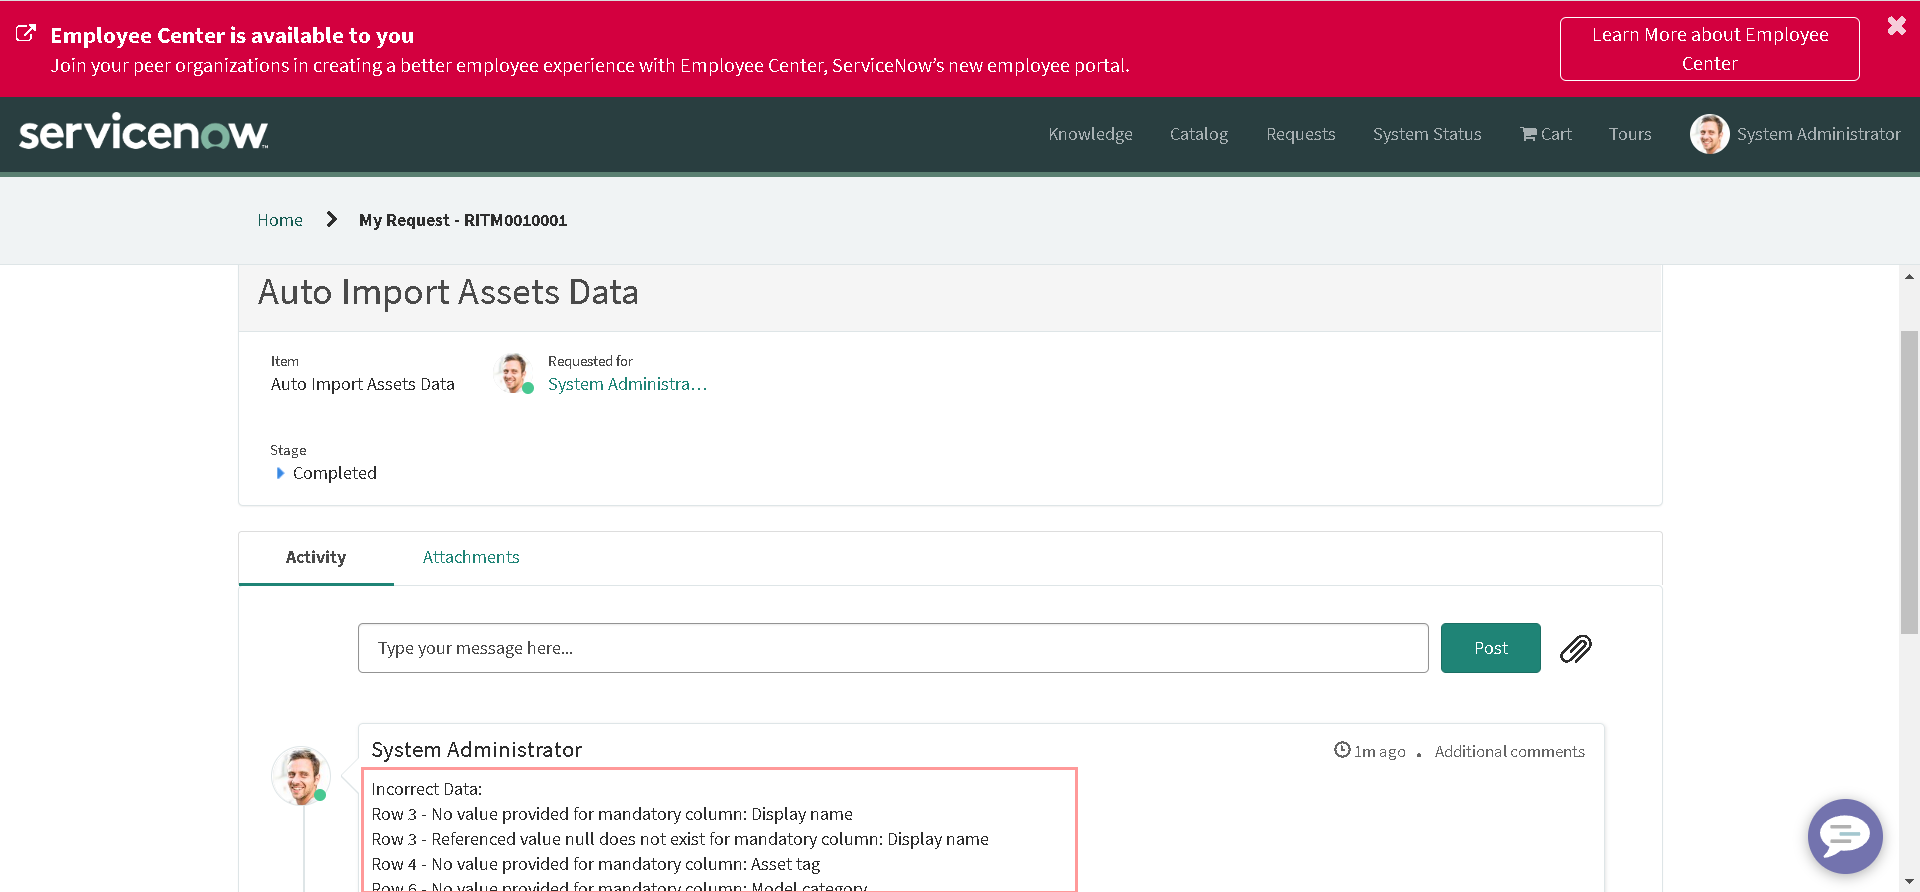 Employee Center is available to you
Join your peer organizations in creating a better employee experience with Employee Center, ServiceNow's new employee portal.
Learn More about Employee
Center
servicenow
Knowledge
Catalog
Requests
System Status
Cart
Tours
System Administrator
Home
My Request - RITM0010001
Auto Import Assets Data
Item
Auto Import Assets Data
Requested for
System Administra...
Stage
Completed
Activity
Attachments
Type your message here...
Post
System Administrator
1m ago . Additional comments
Incorrect Data:
Row 3 - No value provided for mandatory column: Display name
Row 3 - Referenced value null does not exist for mandatory column: Display name
Row 4 - No value provided for mandatory column: Asset tag
Row 6 - No value provided for mandatory column: Model category